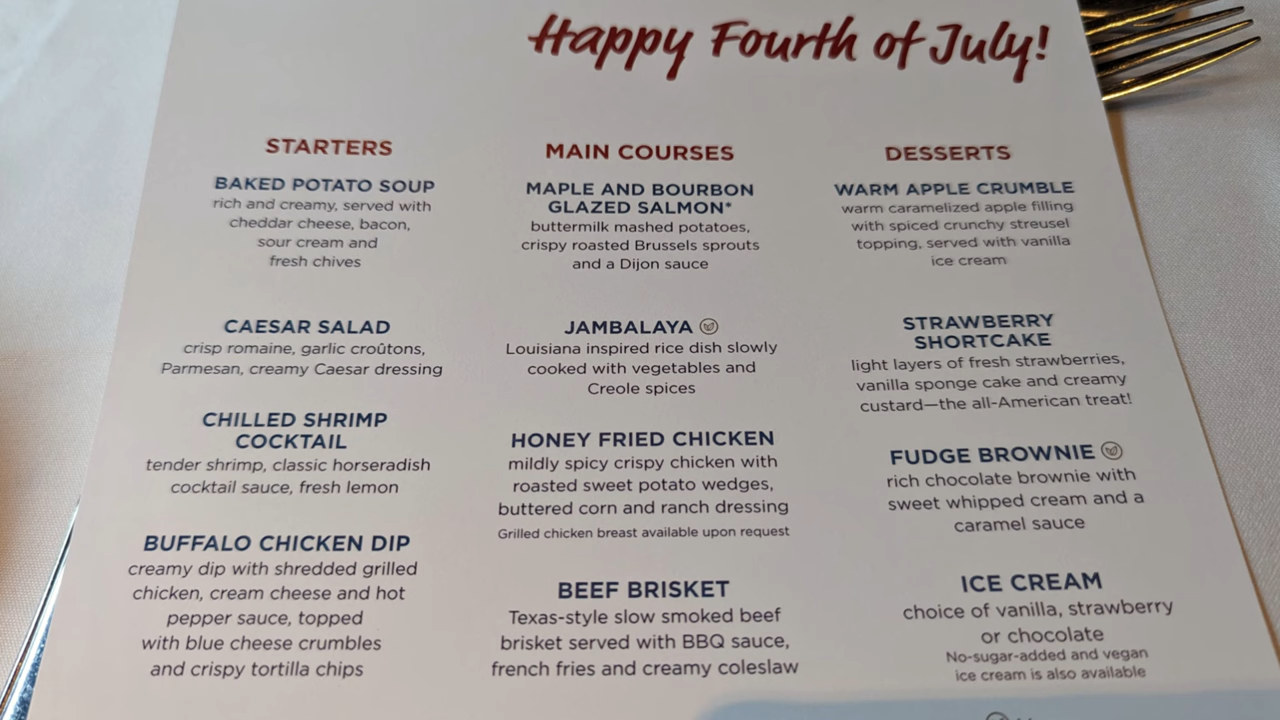 Happy Fourth of July!
STARTERS
BAKED POTATO SOUP
rich and creamy, served with
cheddar cheese, bacon,
sour cream and
fresh chives
CAESAR SALAD
crisp romaine, garlic croûtons,
Parmesan, creamy Caesar dressing
CHILLED SHRIMP
COCKTAIL
tender shrimp, classic horseradish
cocktail sauce, fresh lemon
BUFFALO CHICKEN DIP
creamy dip with shredded grilled
chicken, cream cheese and hot
pepper sauce, topped
with blue cheese crumbles
and crispy tortilla chips
MAIN COURSES
MAPLE AND BOURBON
GLAZED SALMON*
buttermilk mashed potatoes,
crispy roasted Brussels sprouts
and a Dijon sauce
JAMBALAYA
Louisiana inspired rice dish slowly
cooked with vegetables and
Creole spices
HONEY FRIED CHICKEN
mildly spicy crispy chicken with
roasted sweet potato wedges,
buttered corn and ranch dressing
Grilled chicken breast available upon request
BEEF BRISKET
Texas-style slow smoked beef
brisket served with BBQ sauce,
french fries and creamy coleslaw
DESSERTS
WARM APPLE CRUMBLE
warm caramelized apple filling
with spiced crunchy streusel
topping, served with vanilla
ice cream
STRAWBERRY
SHORTCAKE
light layers of fresh strawberries,
vanilla sponge cake and creamy
custard—the all-American treat!
FUDGE BROWNIE
rich chocolate brownie with
sweet whipped cream and a
caramel sauce
ICE CREAM
choice of vanilla, strawberry
or chocolate
No-sugar-added and vegan
ice cream is also available